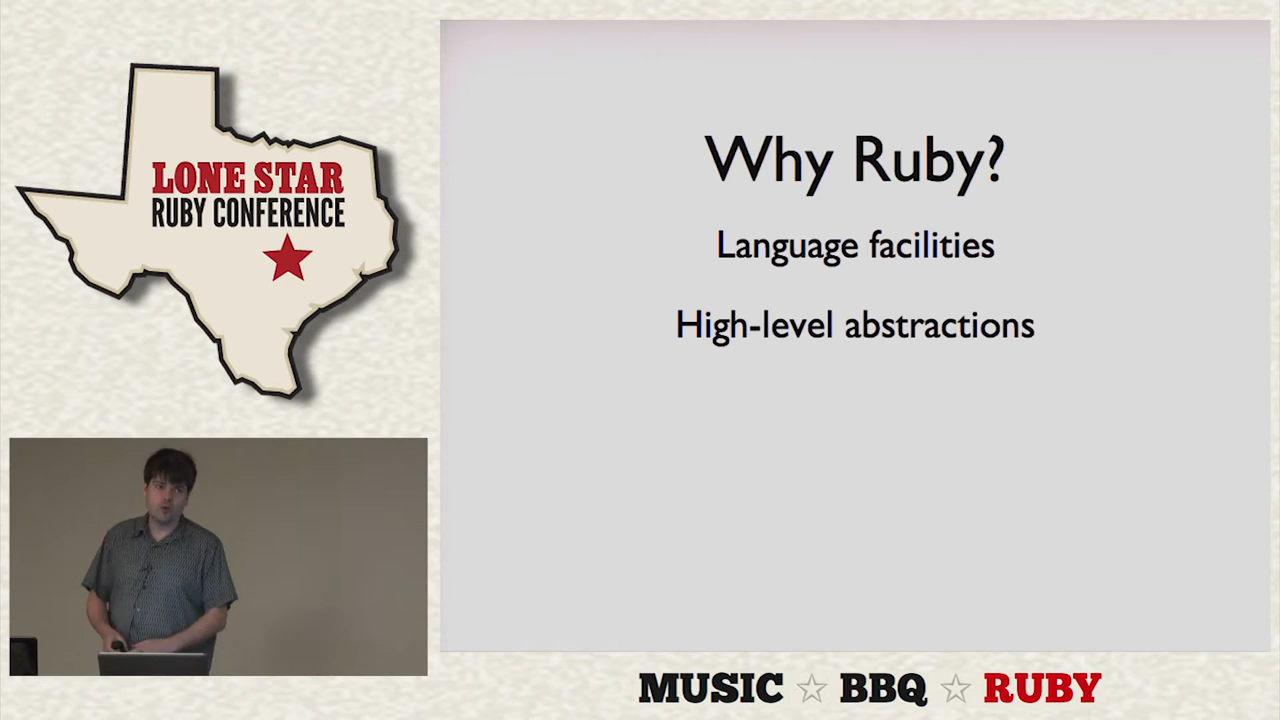 LONE STAR
RUBY CONFERENCE
Why Ruby?
Language facilities
High-level abstractions
MUSIC ☆ BBQ ☆ RUBY